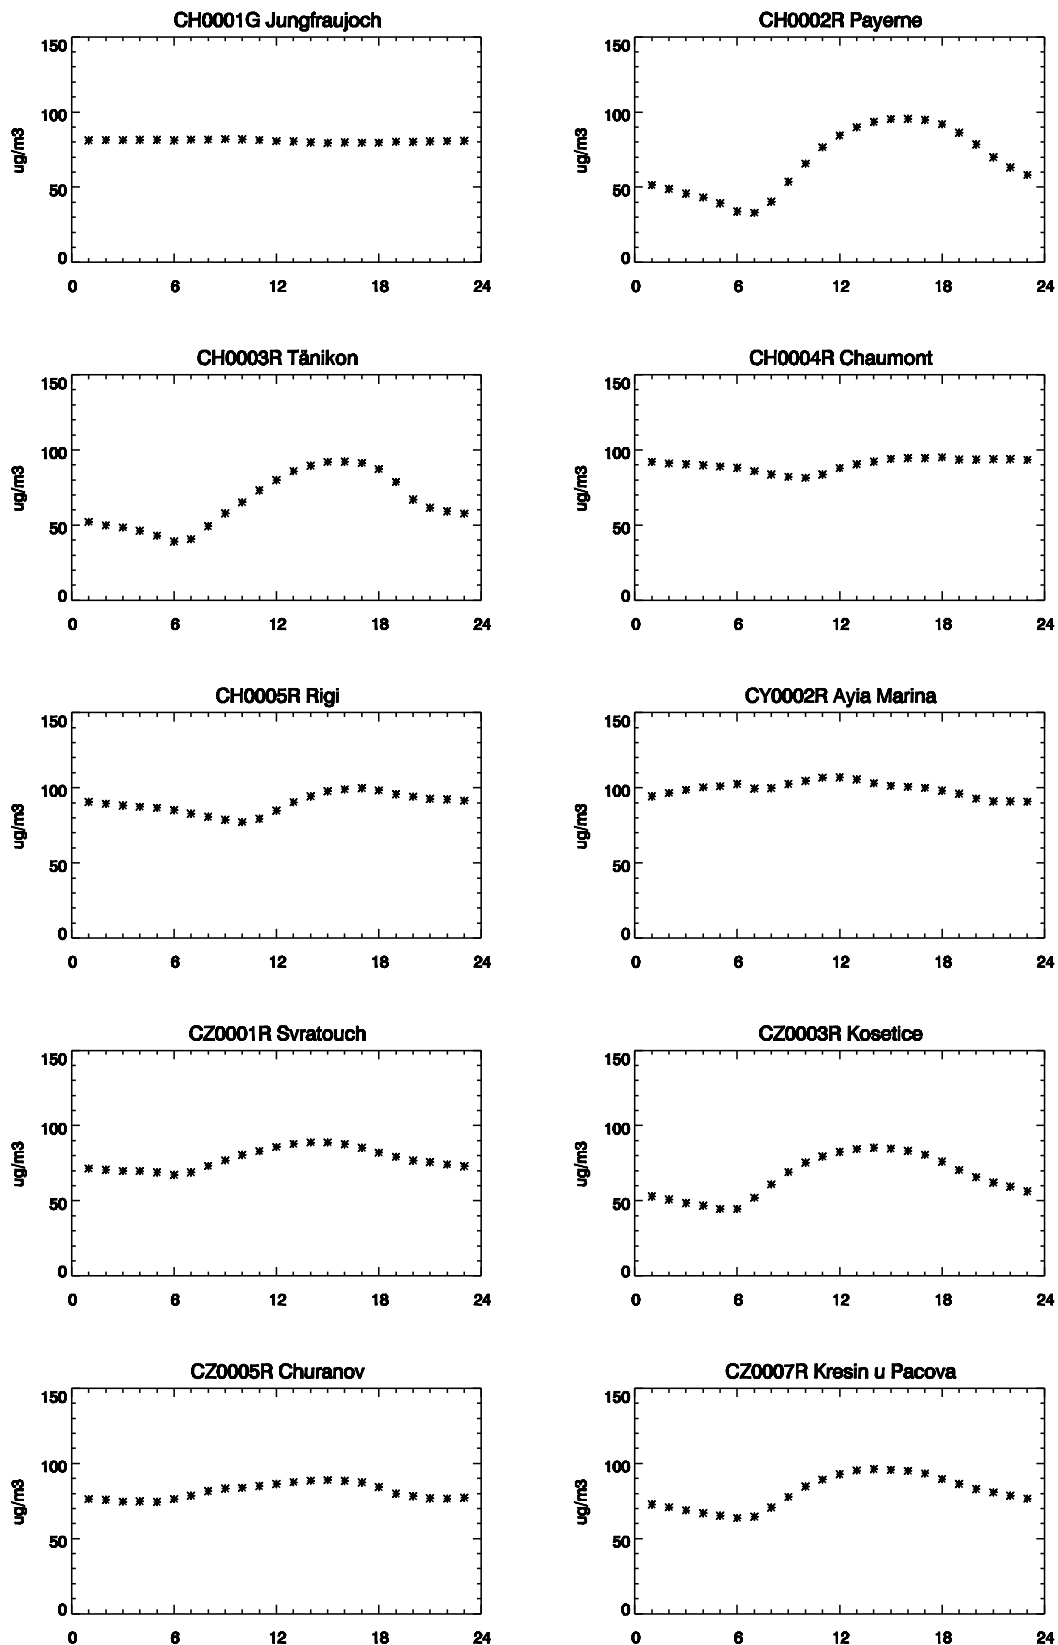 CH0001G Jungfraujoch
CH0002R Payerne
150
100
50
0
ug/m3
0 6 12 18 24
150
100
50
0
ug/m3
0 6 12 18 24
CH0003R Tänikon
CH0004R Chaumont
150
100
50
0
ug/m3
0 6 12 18 24
150
100
50
0
ug/m3
0 6 12 18 24
CH0005R Rigi
CY0002R Ayia Marina
150
100
50
0
ug/m3
0 6 12 18 24
150
100
50
0
ug/m3
0 6 12 18 24
CZ0001R Svratouch
CZ0003R Kosetice
150
100
50
0
ug/m3
0 6 12 18 24
150
100
50
0
ug/m3
0 6 12 18 24
CZ0005R Churanov
CZ0007R Kresin u Pacova
150
100
50
0
ug/m3
0 6 12 18 24
150
100
50
0
ug/m3
0 6 12 18 24